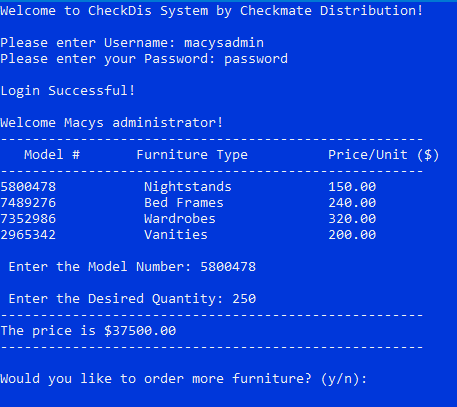 Welcome to CheckDis System by Checkmate Distribution!
Please enter Username: macysadmin
Please enter your Password: password
Login Successful!
Welcome Macys administrator!
-----------------------------------------------------
Model # Furniture Type Price/Unit ($)
-----------------------------------------------------
5800478 Nightstands 150.00
7489276 Bed Frames 240.00
7352986 Wardrobes 320.00
2965342 Vanities 200.00
Enter the Model Number: 5800478
Enter the Desired Quantity: 250
-----------------------------------------------------
The price is $37500.00
-----------------------------------------------------
Would you like to order more furniture? (y/n):